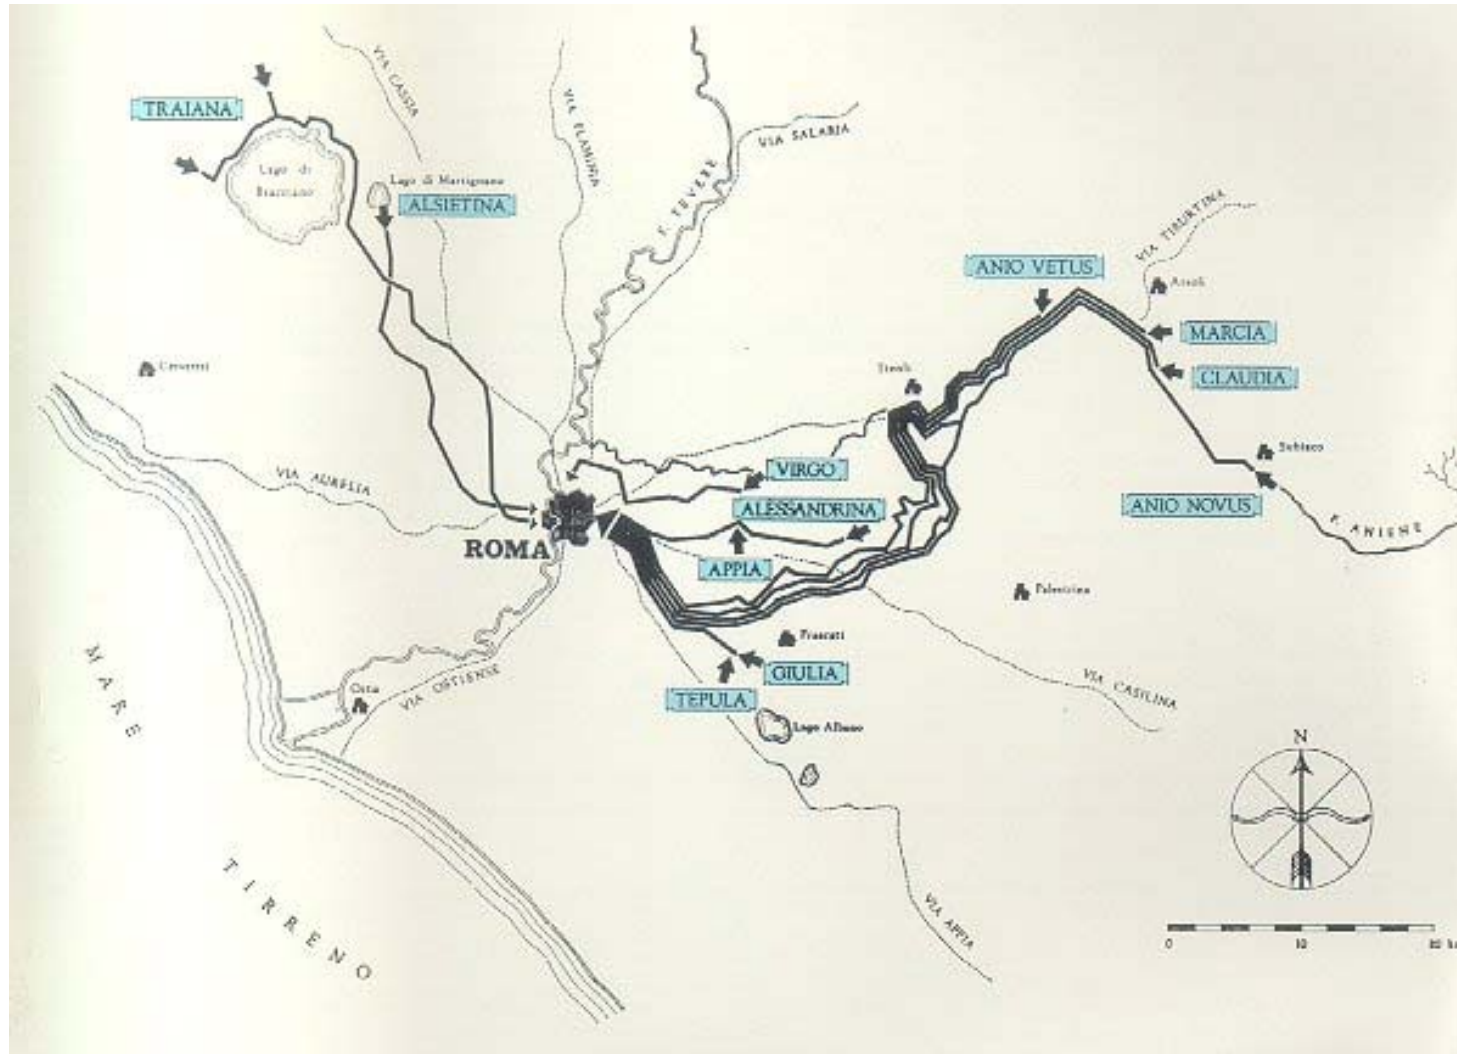 VIA CASSIA
VIA FLAMINIA
TRAIANA
VIA SALARIA
Lago di
Bracciano
Lago di Martignano
ALSIETINA
F. TEVERE
VIA TIBURTINA
ANIO VETUS
Arsoli
MARCIA
Cerveteri
Tivoli
CLAUDIA
VIA AURELIA
VIRGO
Subiaco
ALESSANDRINA
ANIO NOVUS
F. ANIENE
ROMA
APPIA
Palestrina
Frascati
GIULIA
TEPULA
VIA CASILINA
VIA OSTIENSE
Ostia
Lago Albano
MARE
TIRRENO
VIA APPIA
N
0 10 20 k